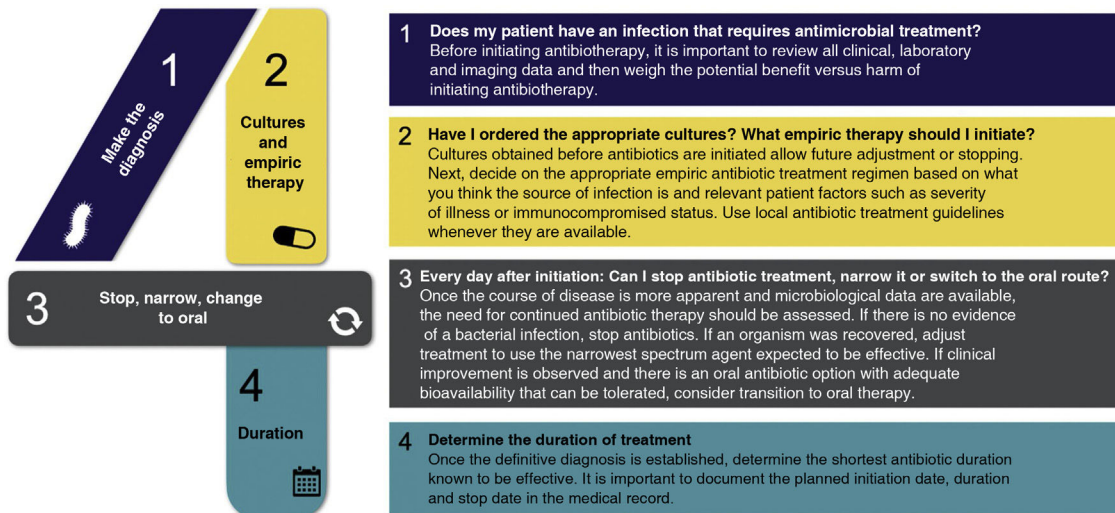 1
Make the
diagnosis
2
Cultures
and
empiric
therapy
3
Stop, narrow, change
to oral
4
Duration
1 Does my patient have an infection that requires antimicrobial treatment?
Before initiating antibiotherapy, it is important to review all clinical, laboratory
and imaging data and then weigh the potential benefit versus harm of
initiating antibiotherapy.
2 Have I ordered the appropriate cultures? What empiric therapy should I initiate?
Cultures obtained before antibiotics are initiated allow future adjustment or stopping.
Next, decide on the appropriate empiric antibiotic treatment regimen based on what
you think the source of infection is and relevant patient factors such as severity
of illness or immunocompromised status. Use local antibiotic treatment guidelines
whenever they are available.
3 Every day after initiation: Can I stop antibiotic treatment, narrow it or switch to the oral route?
Once the course of disease is more apparent and microbiological data are available,
the need for continued antibiotic therapy should be assessed. If there is no evidence
of a bacterial infection, stop antibiotics. If an organism was recovered, adjust
treatment to use the narrowest spectrum agent expected to be effective. If clinical
improvement is observed and there is an oral antibiotic option with adequate
bioavailability that can be tolerated, consider transition to oral therapy.
4 Determine the duration of treatment
Once the definitive diagnosis is established, determine the shortest antibiotic duration
known to be effective. It is important to document the planned initiation date, duration
and stop date in the medical record.